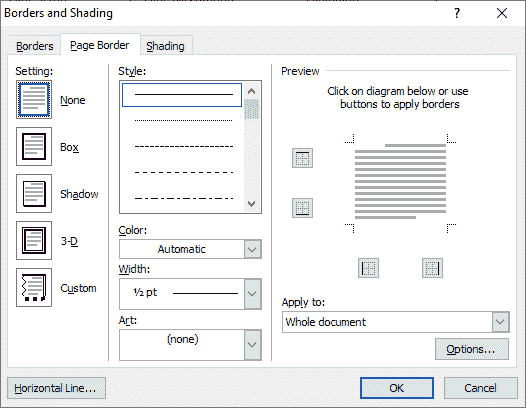 Borders and Shading
?
Borders
Page Border
Shading
Setting:
None
Box
Shadow
3-D
Custom
Style:
Color:
Automatic
Width:
½ pt
Art:
(none)
Preview
Click on diagram below or use
buttons to apply borders
Apply to:
Whole document
Options...
Horizontal Line...
OK
Cancel